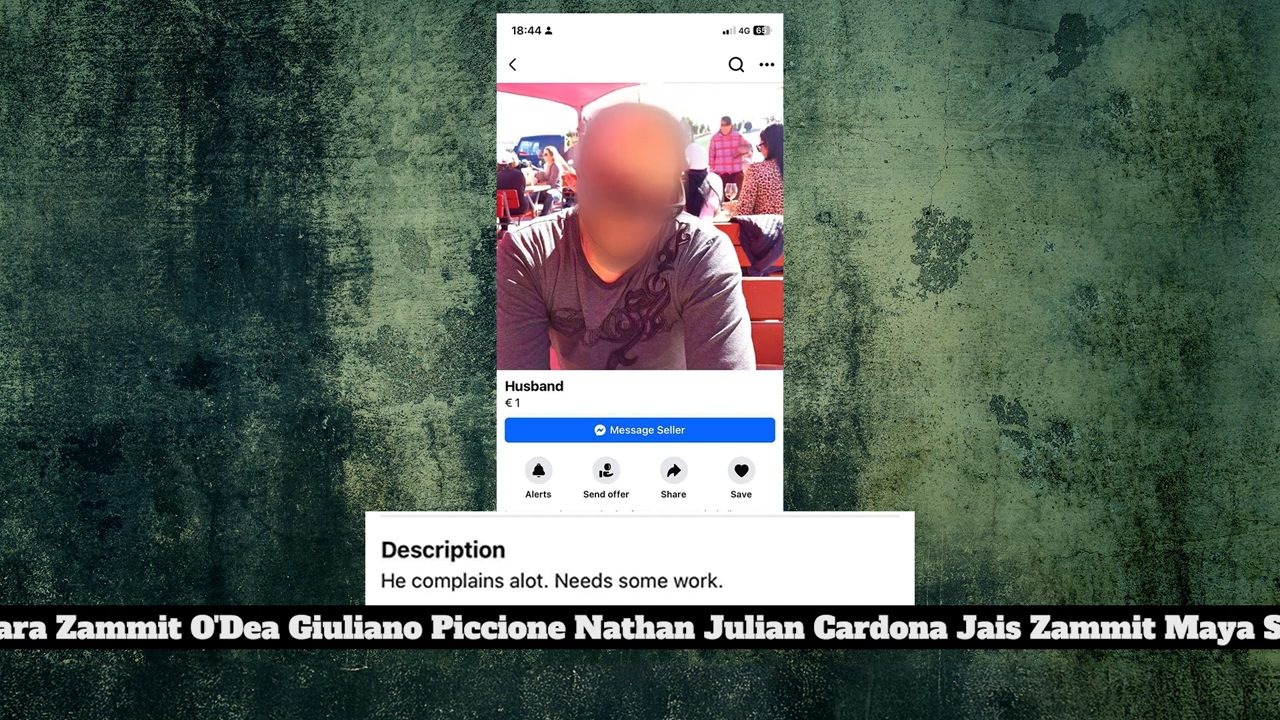 18:44
4G 65
Husband
€ 1
Message Seller
Alerts Send offer Share Save
Description
He complains alot. Needs some work.
Zammit O'Dea Giuliano Piccione Nathan Julian Cardona Jais Zammit Maya